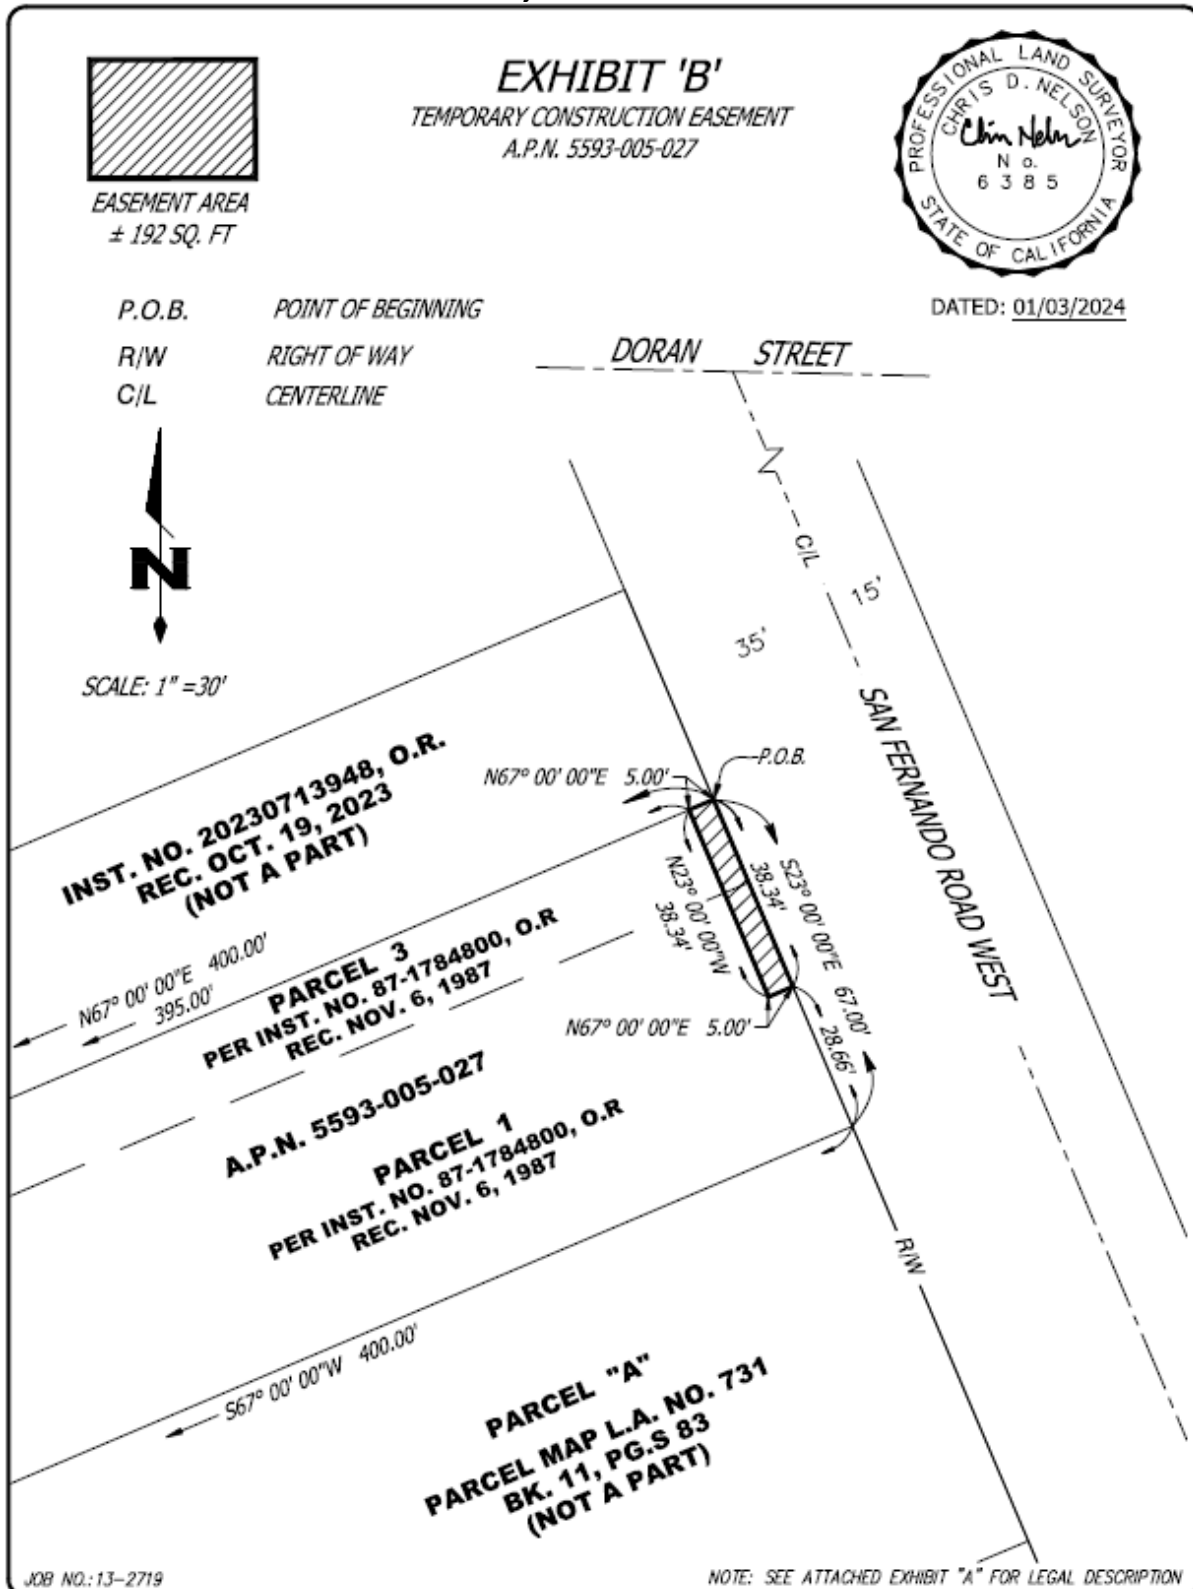 EXHIBIT 'B'
TEMPORARY CONSTRUCTION EASEMENT
A.P.N. 5593-005-027
PROFESSIONAL LAND SURVEYOR
CHRIS D. NELSON
No.
6385
STATE OF CALIFORNIA
DATED: 01/03/2024
EASEMENT AREA
± 192 SQ. FT
P.O.B. POINT OF BEGINNING
R/W RIGHT OF WAY
C/L CENTERLINE
N
SCALE: 1" =30'
DORAN STREET
C/L
15'
35'
SAN FERNANDO ROAD WEST
INST. NO. 20230713948, O.R.
REC. OCT. 19, 2023
(NOT A PART)
N67° 00' 00"E 5.00'
P.O.B.
N23° 00' 00"W
38.34'
38.34'
S23° 00' 00"E 67.00'
28.66'
N67° 00' 00"E 5.00'
N67° 00' 00"E 400.00'
395.00'
PARCEL 3
PER INST. NO. 87-1784800, O.R
REC. NOV. 6, 1987
A.P.N. 5593-005-027
PARCEL 1
PER INST. NO. 87-1784800, O.R
REC. NOV. 6, 1987
R/W
S67° 00' 00"W 400.00'
PARCEL "A"
PARCEL MAP L.A. NO. 731
BK. 11, PG.S 83
(NOT A PART)
JOB NO.: 13-2719
NOTE: SEE ATTACHED EXHIBIT "A" FOR LEGAL DESCRIPTION